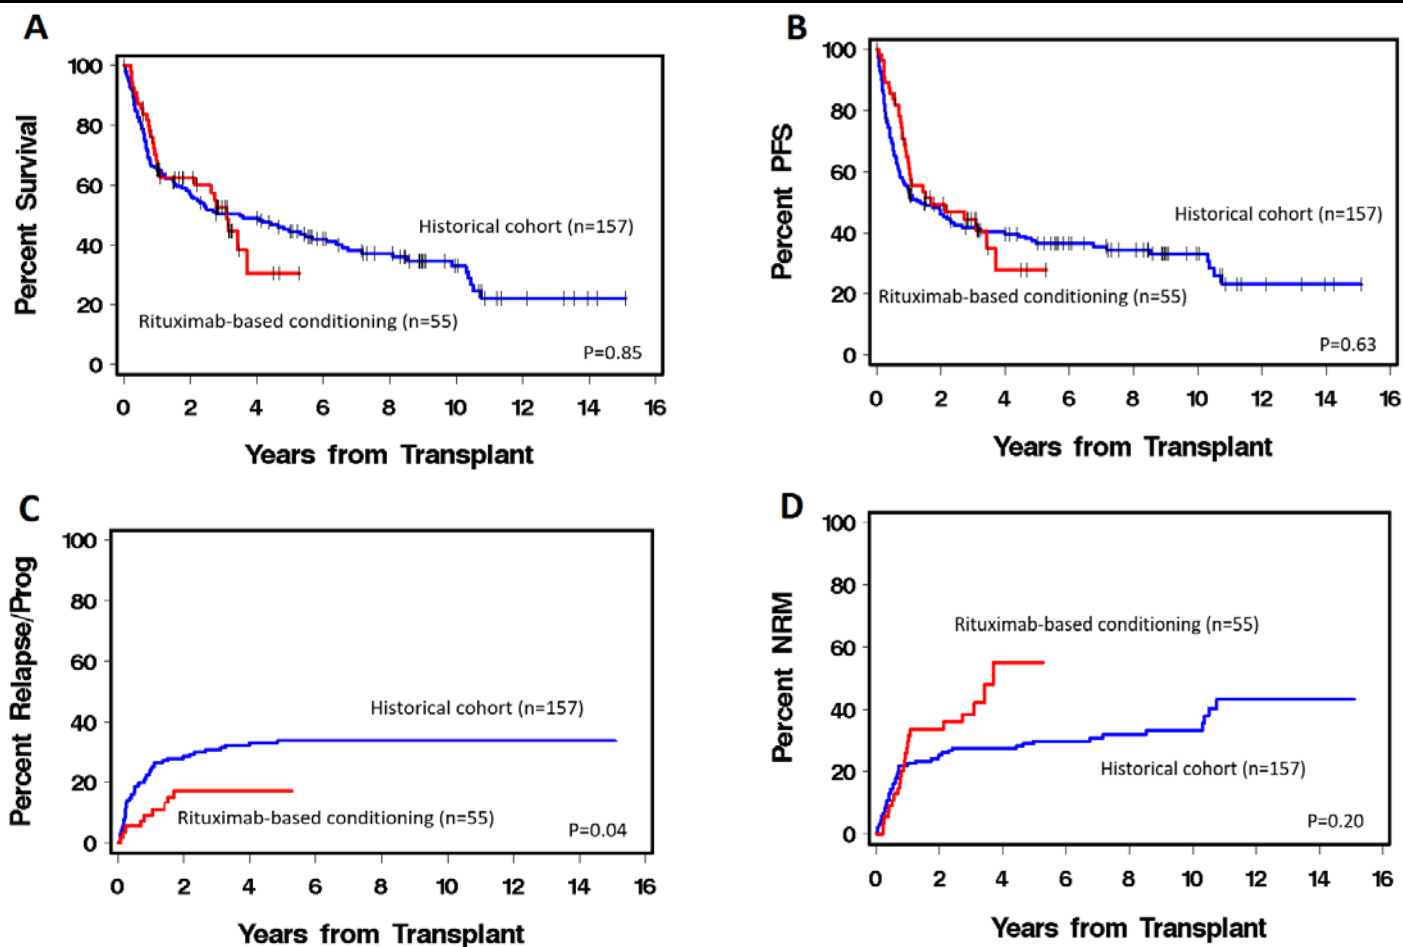 A
Percent Survival
100
80
60
40
20
0
Historical cohort (n=157)
Rituximab-based conditioning (n=55)
P=0.85
0 2 4 6 8 10 12 14 16
Years from Transplant
B
Percent PFS
100
80
60
40
20
0
Historical cohort (n=157)
Rituximab-based conditioning (n=55)
P=0.63
0 2 4 6 8 10 12 14 16
Years from Transplant
C
Percent Relapse/Prog
100
80
60
40
20
0
Historical cohort (n=157)
Rituximab-based conditioning (n=55)
P=0.04
0 2 4 6 8 10 12 14 16
Years from Transplant
D
Percent NRM
100
80
60
40
20
0
Rituximab-based conditioning (n=55)
Historical cohort (n=157)
P=0.20
0 2 4 6 8 10 12 14 16
Years from Transplant